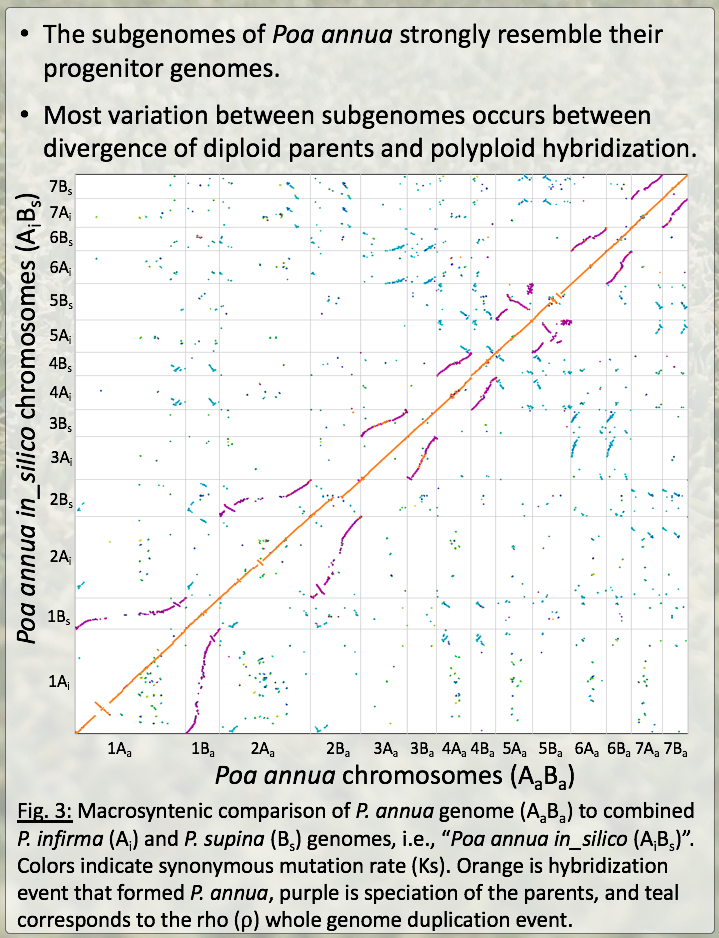 • The subgenomes of Poa annua strongly resemble their
progenitor genomes.
• Most variation between subgenomes occurs between
divergence of diploid parents and polyploid hybridization.
Poa annua in_silico chromosomes (AᵢBₛ)
7Bₛ
7Aᵢ
6Bₛ
6Aᵢ
5Bₛ
5Aᵢ
4Bₛ
4Aᵢ
3Bₛ
3Aᵢ
2Bₛ
2Aᵢ
1Bₛ
1Aᵢ
1Aₐ 1Bₐ 2Aₐ 2Bₐ 3Aₐ 3Bₐ 4Aₐ 4Bₐ 5Aₐ 5Bₐ 6Aₐ 6Bₐ 7Aₐ 7Bₐ
Poa annua chromosomes (AₐBₐ)
Fig. 3: Macrosyntenic comparison of P. annua genome (AₐBₐ) to combined
P. infirma (Aᵢ) and P. supina (Bₛ) genomes, i.e., “Poa annua in_silico (AᵢBₛ)”.
Colors indicate synonymous mutation rate (Ks). Orange is hybridization
event that formed P. annua, purple is speciation of the parents, and teal
corresponds to the rho (ρ) whole genome duplication event.